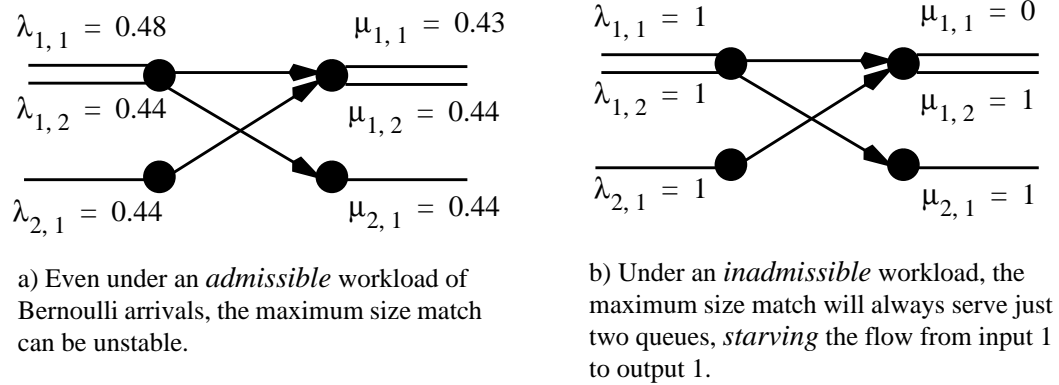 λ1, 1 = 0.48
μ1, 1 = 0.43
λ1, 2 = 0.44
μ1, 2 = 0.44
λ2, 1 = 0.44
μ2, 1 = 0.44
a) Even under an admissible workload of
Bernoulli arrivals, the maximum size match
can be unstable.
λ1, 1 = 1
μ1, 1 = 0
λ1, 2 = 1
μ1, 2 = 1
λ2, 1 = 1
μ2, 1 = 1
b) Under an inadmissible workload, the
maximum size match will always serve just
two queues, starving the flow from input 1
to output 1.